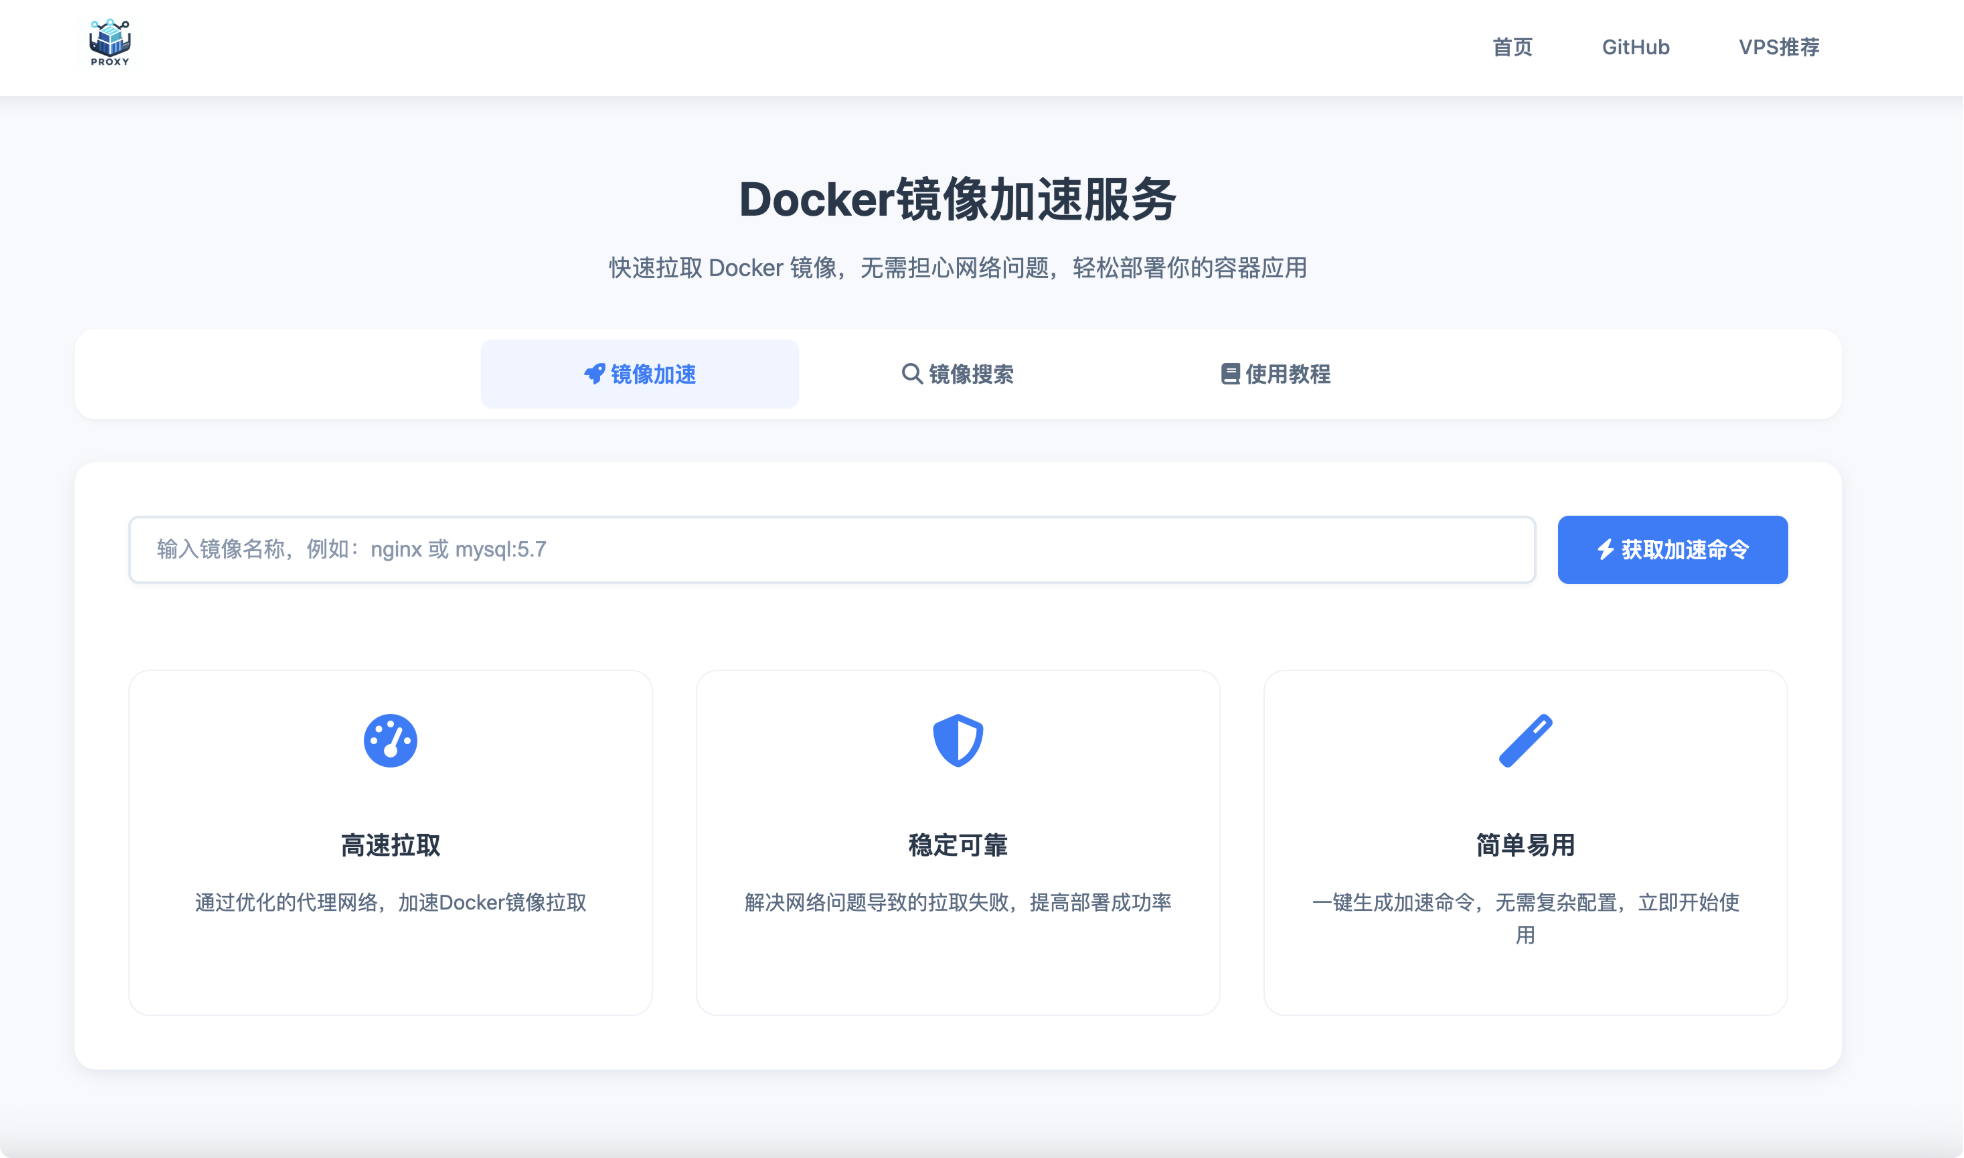 PROXY
首页
GitHub
VPS推荐
Docker镜像加速服务
快速拉取 Docker 镜像，无需担心网络问题，轻松部署你的容器应用
镜像加速
镜像搜索
使用教程
输入镜像名称，例如：nginx 或 mysql:5.7
获取加速命令
高速拉取
通过优化的代理网络，加速Docker镜像拉取
稳定可靠
解决网络问题导致的拉取失败，提高部署成功率
简单易用
一键生成加速命令，无需复杂配置，立即开始使
用